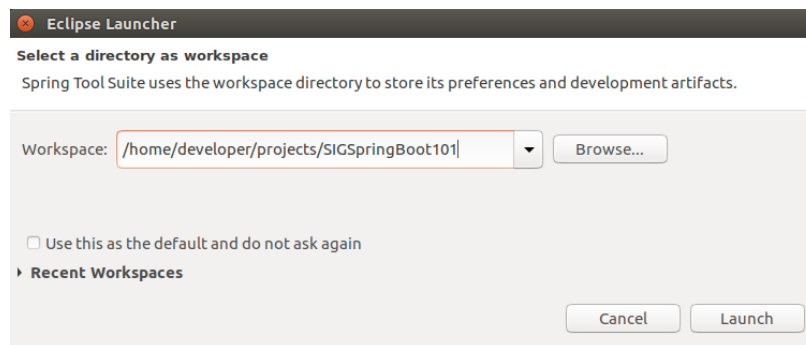 Eclipse Launcher
Select a directory as workspace
Spring Tool Suite uses the workspace directory to store its preferences and development artifacts.
Workspace: /home/developer/projects/SIGSpringBoot101 Browse...
Use this as the default and do not ask again
Recent Workspaces
Cancel Launch